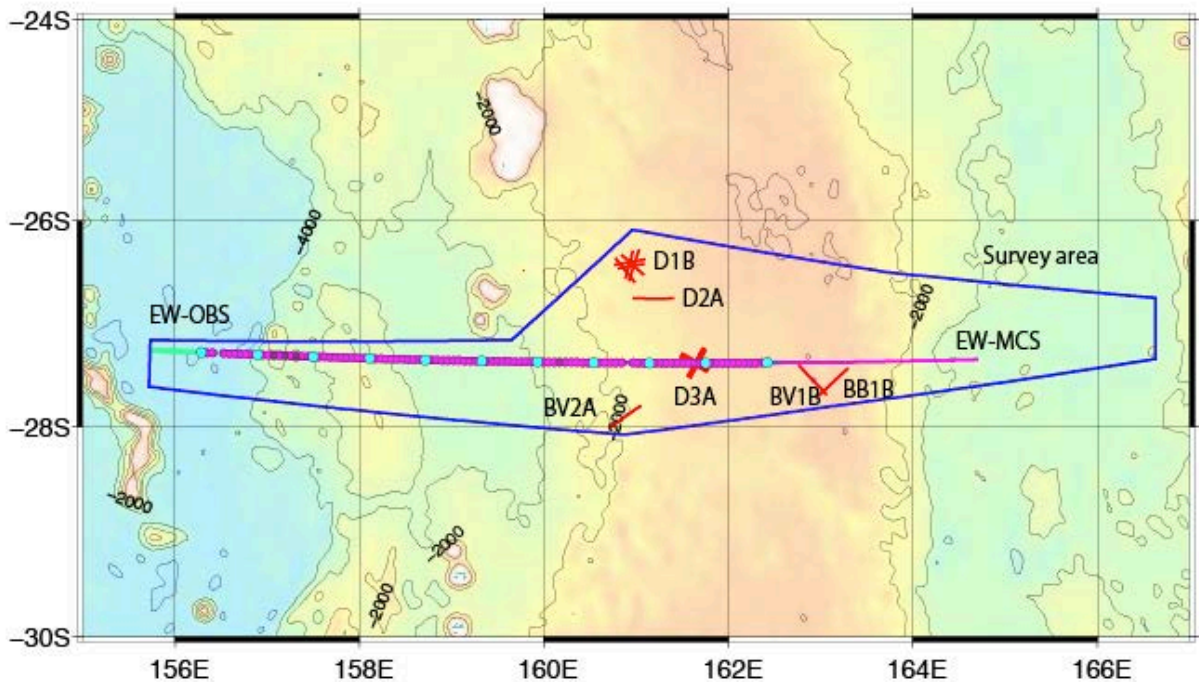 -24S
-2000
-26S
-4000
D1B
Survey area
D2A
-2000
EW-OBS
EW-MCS
D3A
BV1B
BB1B
BV2A
-2000
-28S
-2000
-2000
-2000
-30S
156E
158E
160E
162E
164E
166E